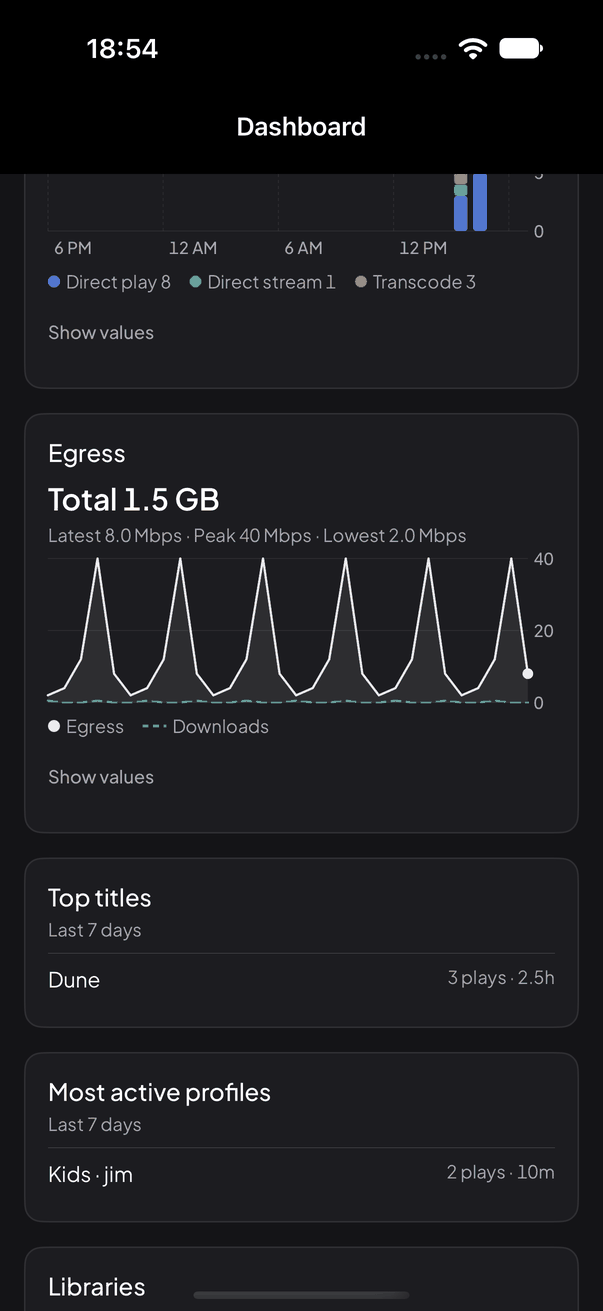 18:54
Dashboard
0
6 PM 12 AM 6 AM 12 PM
Direct play 8 Direct stream 1 Transcode 3
Show values
Egress
Total 1.5 GB
Latest 8.0 Mbps · Peak 40 Mbps · Lowest 2.0 Mbps
40
20
0
Egress Downloads
Show values
Top titles
Last 7 days
Dune 3 plays · 2.5h
Most active profiles
Last 7 days
Kids · jim 2 plays · 10m
Libraries